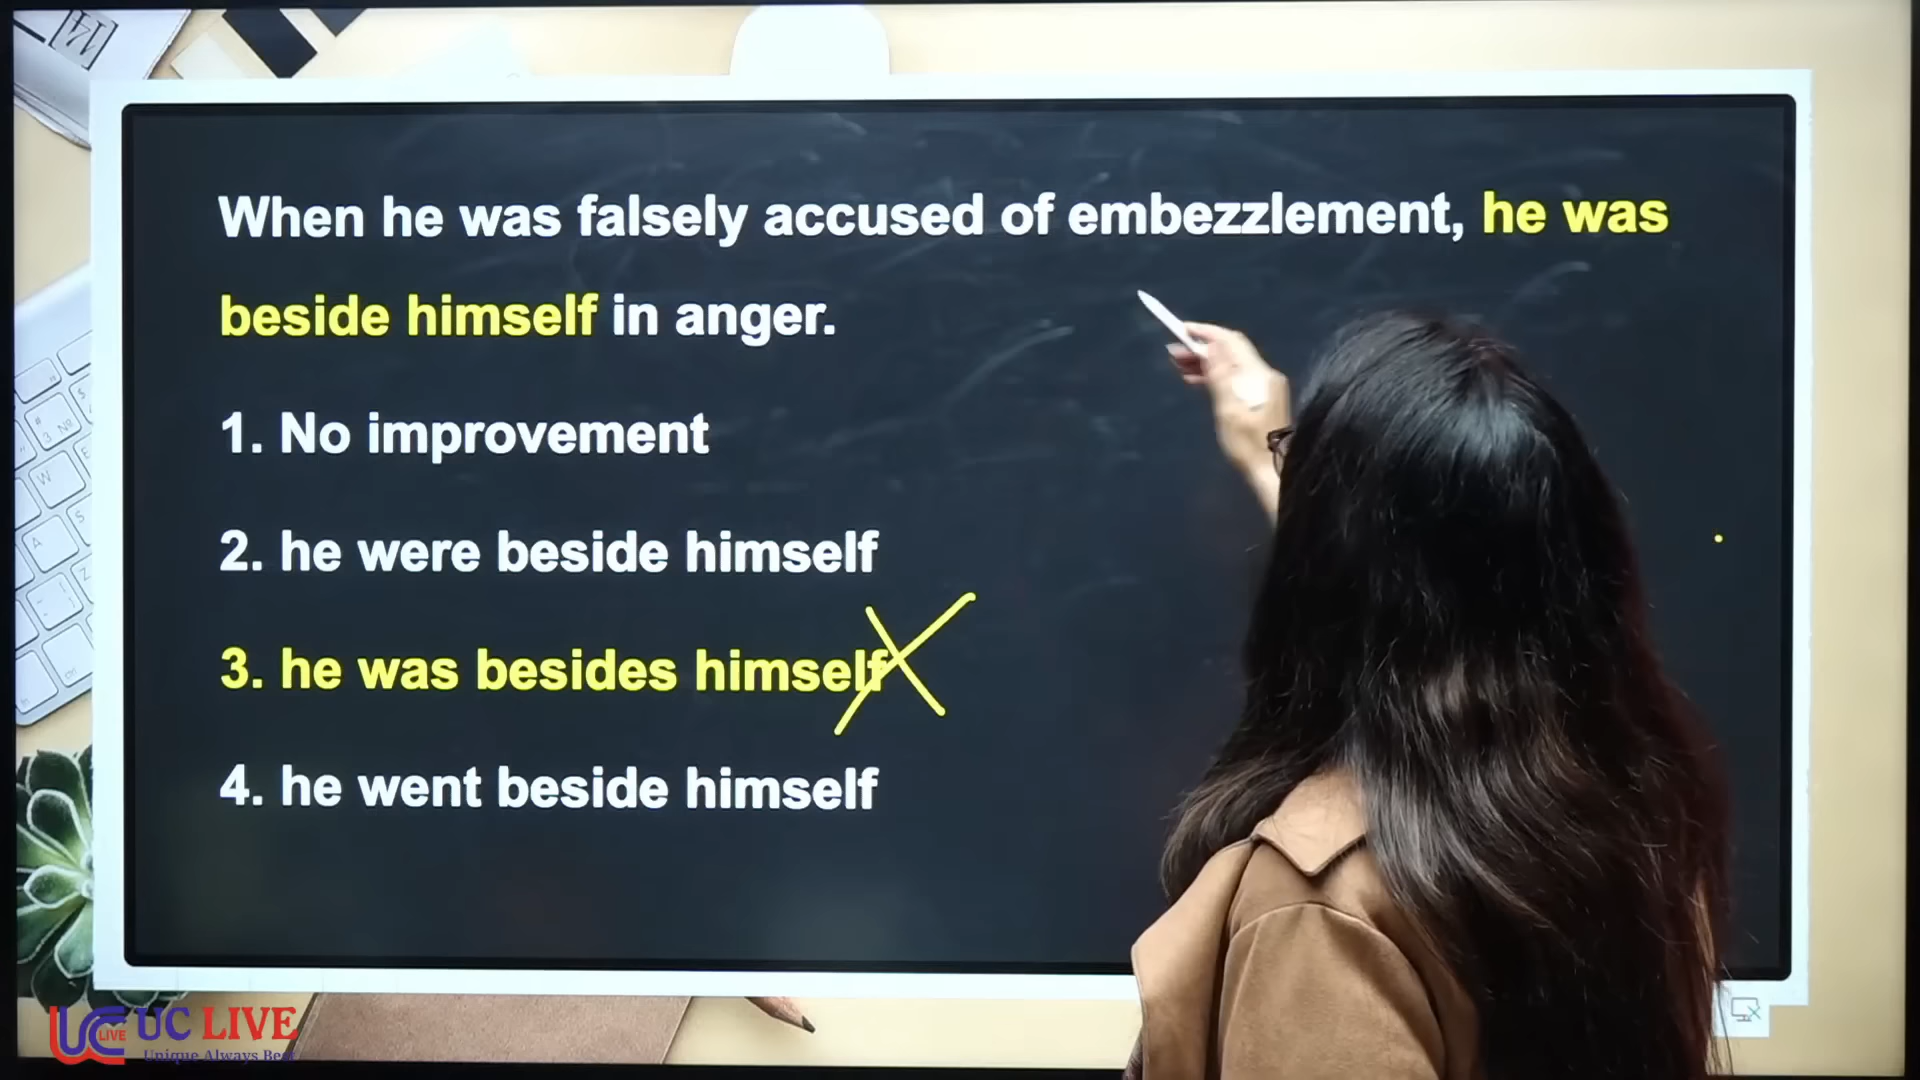 When he was falsely accused of embezzlement, he was
beside himself in anger.
1. No improvement
2. he were beside himself
3. he was besides himself
4. he went beside himself
UC LIVE
LIVE
Unique Always Best